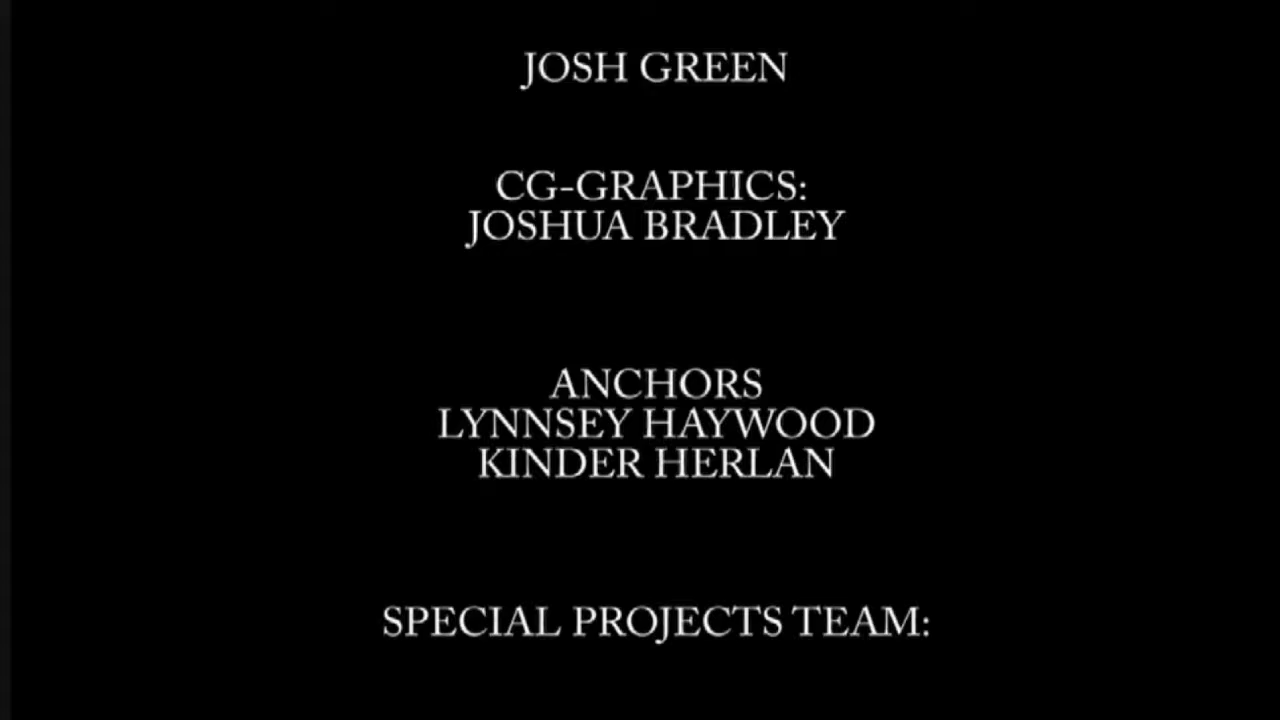 JOSH GREEN
CG-GRAPHICS:
JOSHUA BRADLEY
ANCHORS
LYNNSEY HAYWOOD
KINDER HERLAN
SPECIAL PROJECTS TEAM: